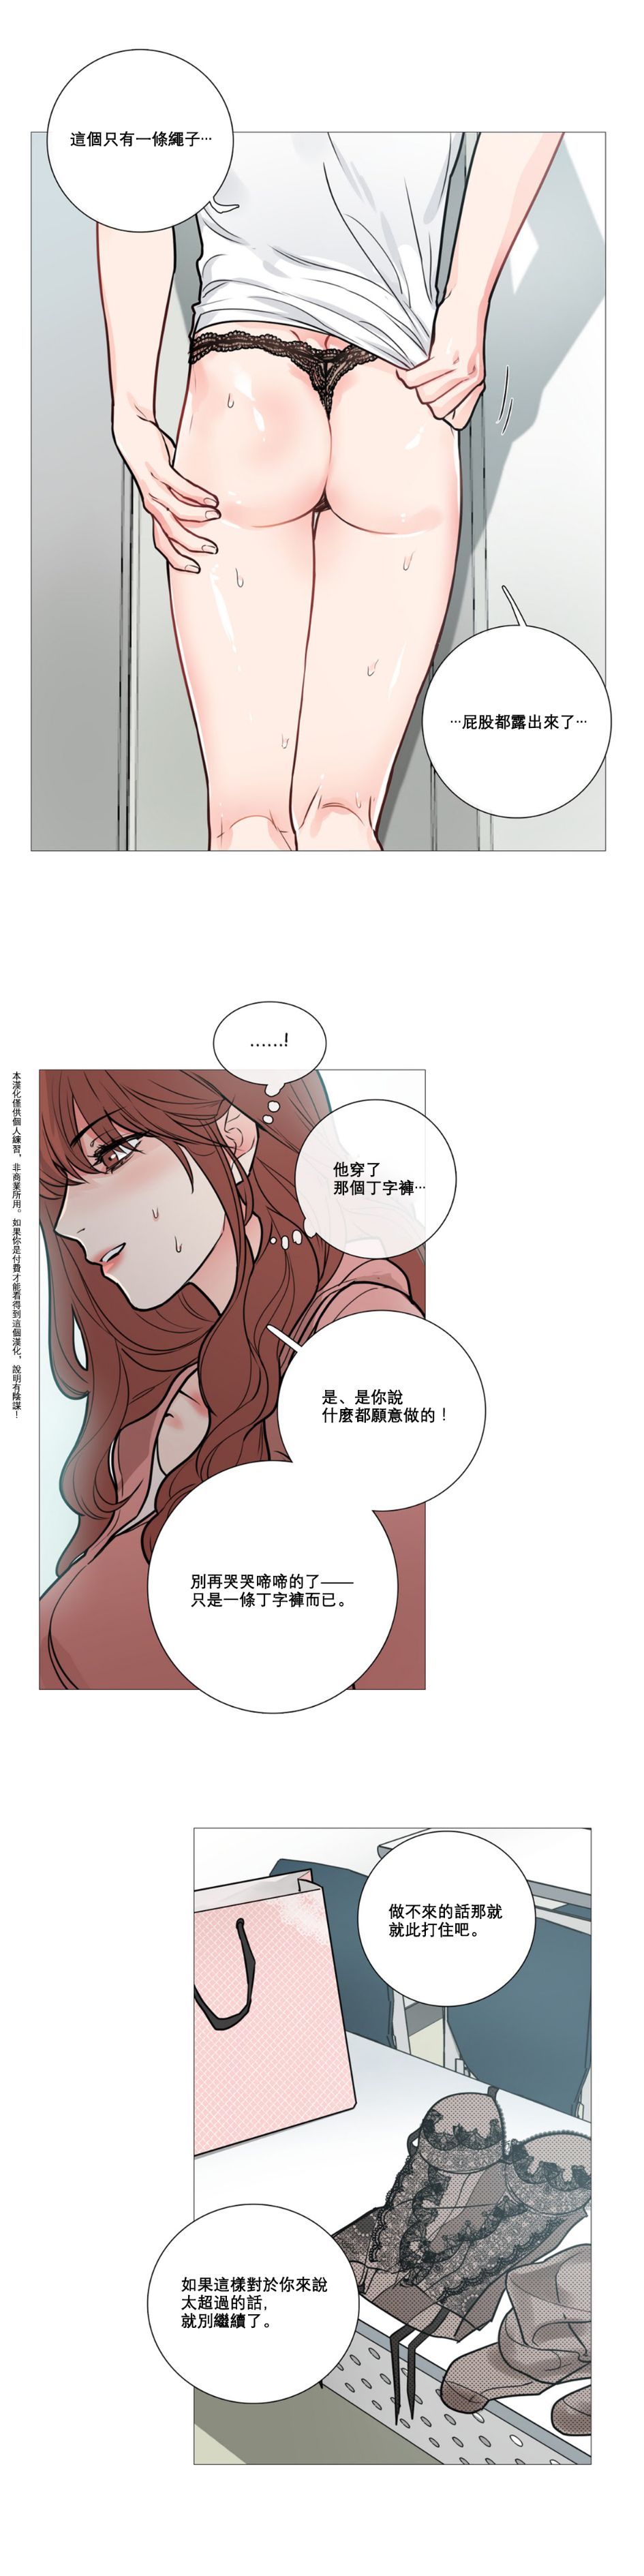 這個只有一條繩子…
…屁股都露出來了…
……!
他穿了
那個丁字褲…
本漢化僅供個人練習，非商業所用。如果你是付費才能看得到這個漢化，說明有陰謀！
是、是你說
什麼都願意做的！
別再哭哭啼啼的了——
只是一條丁字褲而已。
做不來的話那就
就此打住吧。
如果這樣對於你來說
太超過的話，
就別繼續了。